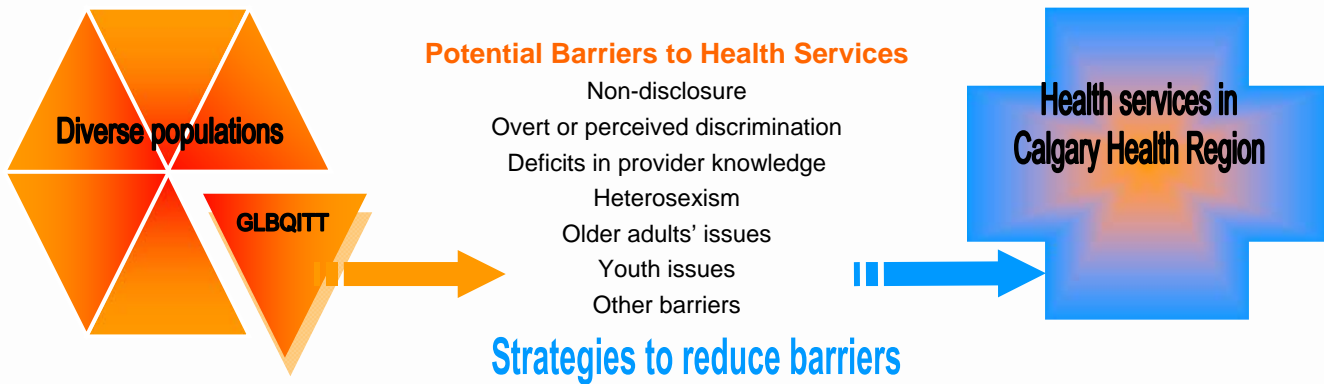 Diverse populations
GLBQITT
Potential Barriers to Health Services
Non-disclosure
Overt or perceived discrimination
Deficits in provider knowledge
Heterosexism
Older adults’ issues
Youth issues
Other barriers
Strategies to reduce barriers
Health services in
Calgary Health Region